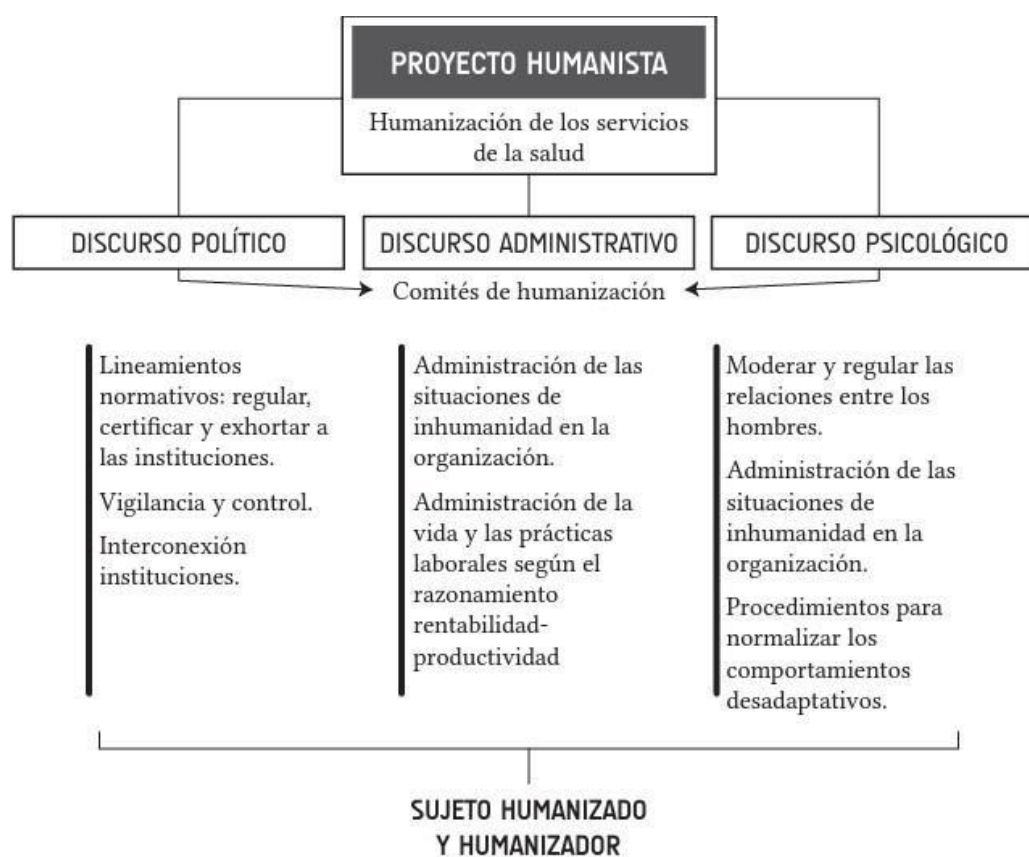 PROYECTO HUMANISTA
Humanización de los servicios
de la salud
DISCURSO POLÍTICO
DISCURSO ADMINISTRATIVO
DISCURSO PSICOLÓGICO
Comités de humanización
Lineamientos
normativos: regular,
certificar y exhortar a
las instituciones.
Vigilancia y control.
Interconexión
instituciones.
Administración de las
situaciones de
inhumanidad en la
organización.
Administración de la
vida y las prácticas
laborales según el
razonamiento
rentabilidad-
productividad
Moderar y regular las
relaciones entre los
hombres.
Administración de las
situaciones de
inhumanidad en la
organización.
Procedimientos para
normalizar los
comportamientos
desadaptativos.
SUJETO HUMANIZADO
Y HUMANIZADOR